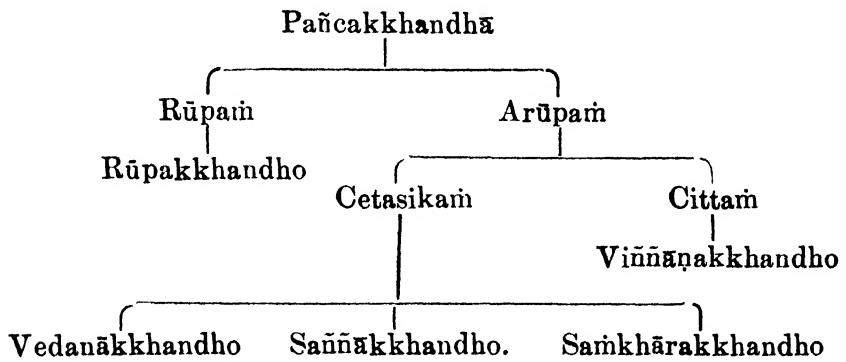 Pañcakkhandhā
Rūpaṁ Arūpaṁ
Rūpakkhandho
Cetasikaṁ Cittaṁ
Viññāṇakkhandho
Vedanākkhandho Saññākkhandho. Saṁkhārakkhandho